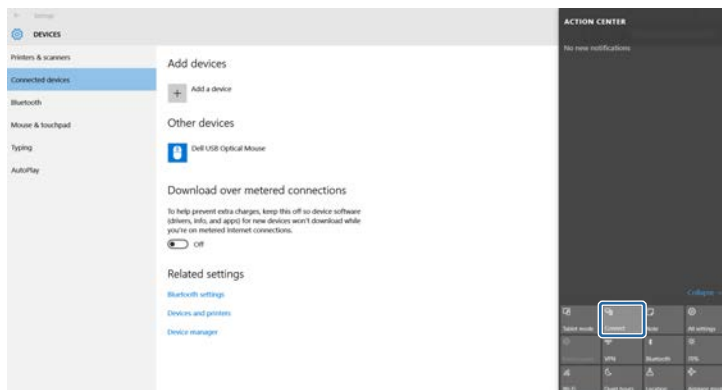 Settings
DEVICES
Printers & scanners
Connected devices
Bluetooth
Mouse & touchpad
Typing
AutoPlay
Add devices
Add a device
Other devices
Dell USB Optical Mouse
Download over metered connections
To help prevent extra charges, keep this off so device software
(drivers, info, and apps) for new devices won't download while
you're on metered Internet connections.
Off
Related settings
Bluetooth settings
Devices and printers
Device manager
ACTION CENTER
No new notifications
Collapse
Tablet mode Connect Note All settings
VPN Bluetooth 70%
Wi-Fi Quiet hours Location